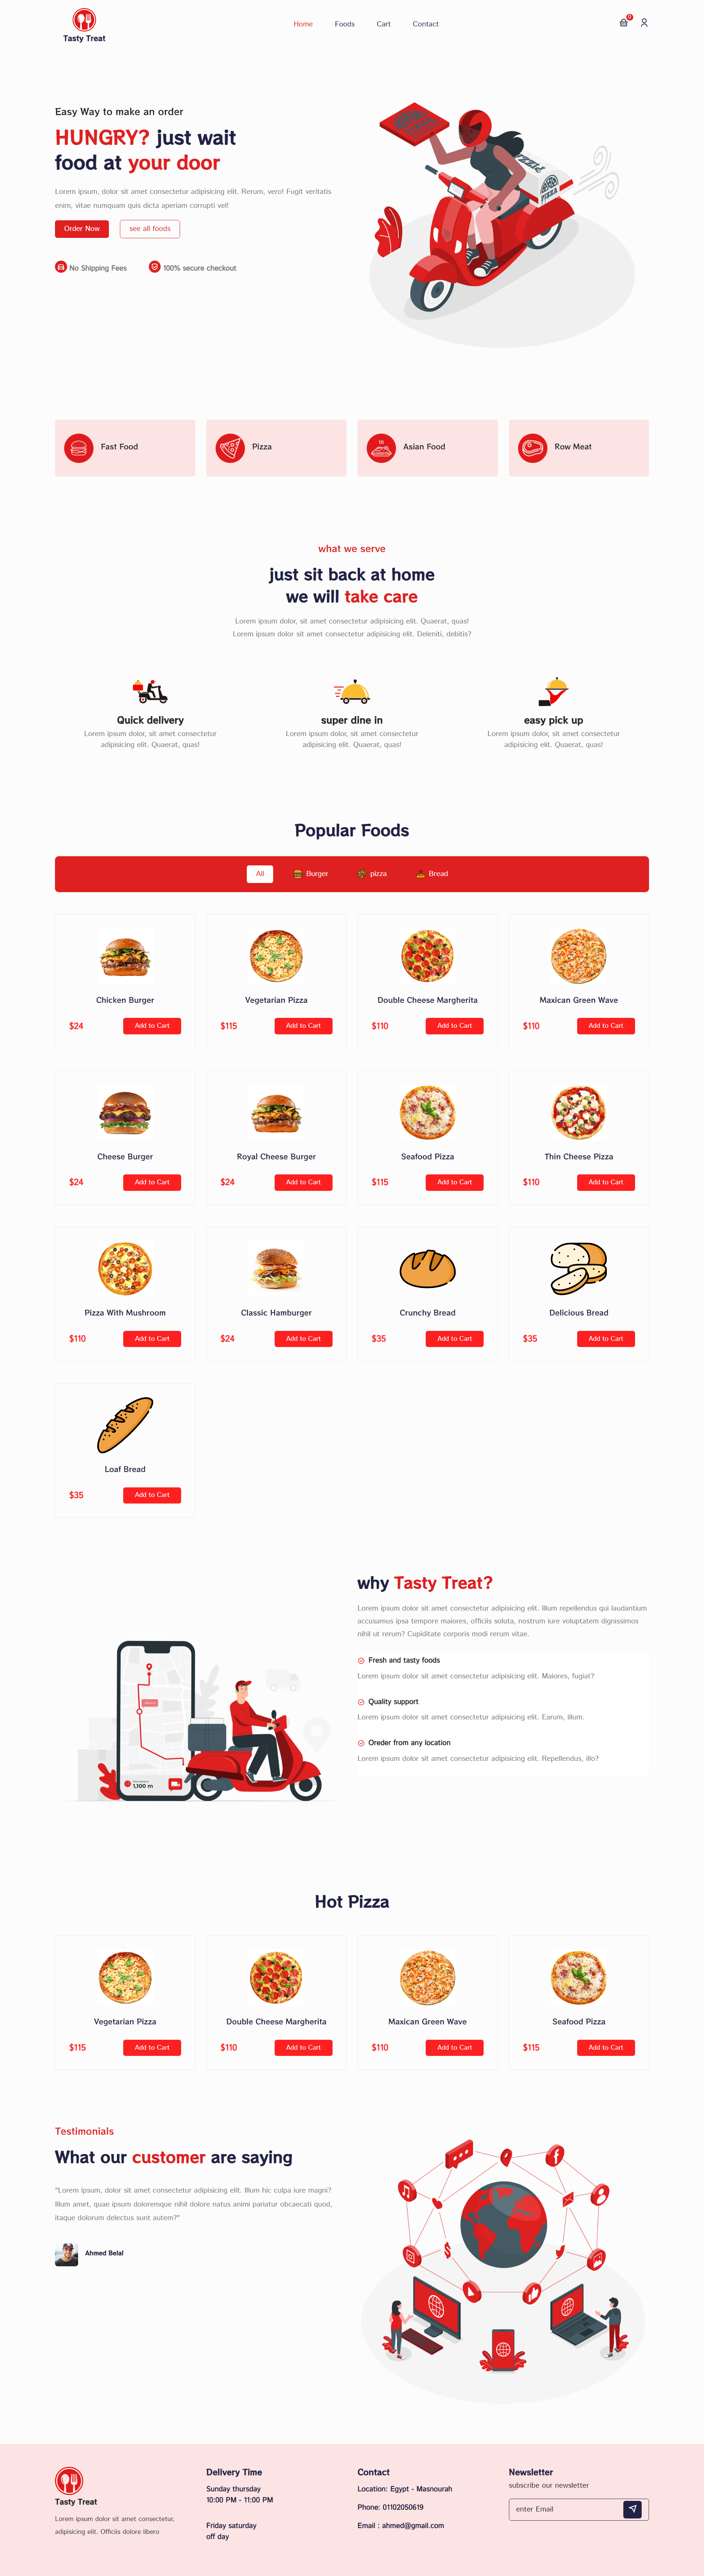 Tasty Treat
Home Foods Cart Contact
0
Easy Way to make an order
HUNGRY? just wait
food at your door
Lorem ipsum, dolor sit amet consectetur adipisicing elit. Rerum, vero! Fugit veritatis
enim, vitae numquam quis dicta aperiam corrupti vel!
Order Now see all foods
No Shipping Fees 100% secure checkout
PIZZA
Fast Food
Pizza
Asian Food
Row Meat
what we serve
just sit back at home
we will take care
Lorem ipsum dolor, sit amet consectetur adipisicing elit. Quaerat, quas!
Lorem ipsum dolor sit amet consectetur adipisicing elit. Deleniti, debitis?
Quick delivery
Lorem ipsum dolor, sit amet consectetur
adipisicing elit. Quaerat, quas!
super dine in
Lorem ipsum dolor, sit amet consectetur
adipisicing elit. Quaerat, quas!
easy pick up
Lorem ipsum dolor, sit amet consectetur
adipisicing elit. Quaerat, quas!
Popular Foods
All Burger pizza Bread
Chicken Burger
$24 Add to Cart
Vegetarian Pizza
$115 Add to Cart
Double Cheese Margherita
$110 Add to Cart
Maxican Green Wave
$110 Add to Cart
Cheese Burger
$24 Add to Cart
Royal Cheese Burger
$24 Add to Cart
Seafood Pizza
$115 Add to Cart
Thin Cheese Pizza
$110 Add to Cart
Pizza With Mushroom
$110 Add to Cart
Classic Hamburger
$24 Add to Cart
Crunchy Bread
$35 Add to Cart
Delicious Bread
$35 Add to Cart
Loaf Bread
$35 Add to Cart
1,100 m
why Tasty Treat?
Lorem ipsum dolor sit amet consectetur adipisicing elit. Illum repellendus qui laudantium
accusamus ipsa tempore maiores, officiis soluta, nostrum iure voluptatem dignissimos
nihil ut rerum? Cupiditate corporis modi rerum vitae.
Fresh and tasty foods
Lorem ipsum dolor sit amet consectetur adipisicing elit. Maiores, fugiat?
Quality support
Lorem ipsum dolor sit amet consectetur adipisicing elit. Earum, illum.
Oreder from any location
Lorem ipsum dolor sit amet consectetur adipisicing elit. Repellendus, illo?
Hot Pizza
Vegetarian Pizza
$115 Add to Cart
Double Cheese Margherita
$110 Add to Cart
Maxican Green Wave
$110 Add to Cart
Seafood Pizza
$115 Add to Cart
Testimonials
What our customer are saying
"Lorem ipsum, dolor sit amet consectetur adipisicing elit. Illum hic culpa iure magni?
Illum amet, quae ipsum doloremque nihil dolore natus animi pariatur obcaecati quod,
itaque dolorum delectus sunt autem?"
Ahmed Belal
Tasty Treat
Lorem ipsum dolor sit amet consectetur,
adipisicing elit. Officiis dolore libero
Delivery Time
Sunday thursday
10:00 PM - 11:00 PM
Friday saturday
off day
Contact
Location: Egypt - Masnourah
Phone: 01102050619
Email : ahmed@gmail.com
Newsletter
subscribe our newsletter
enter Email